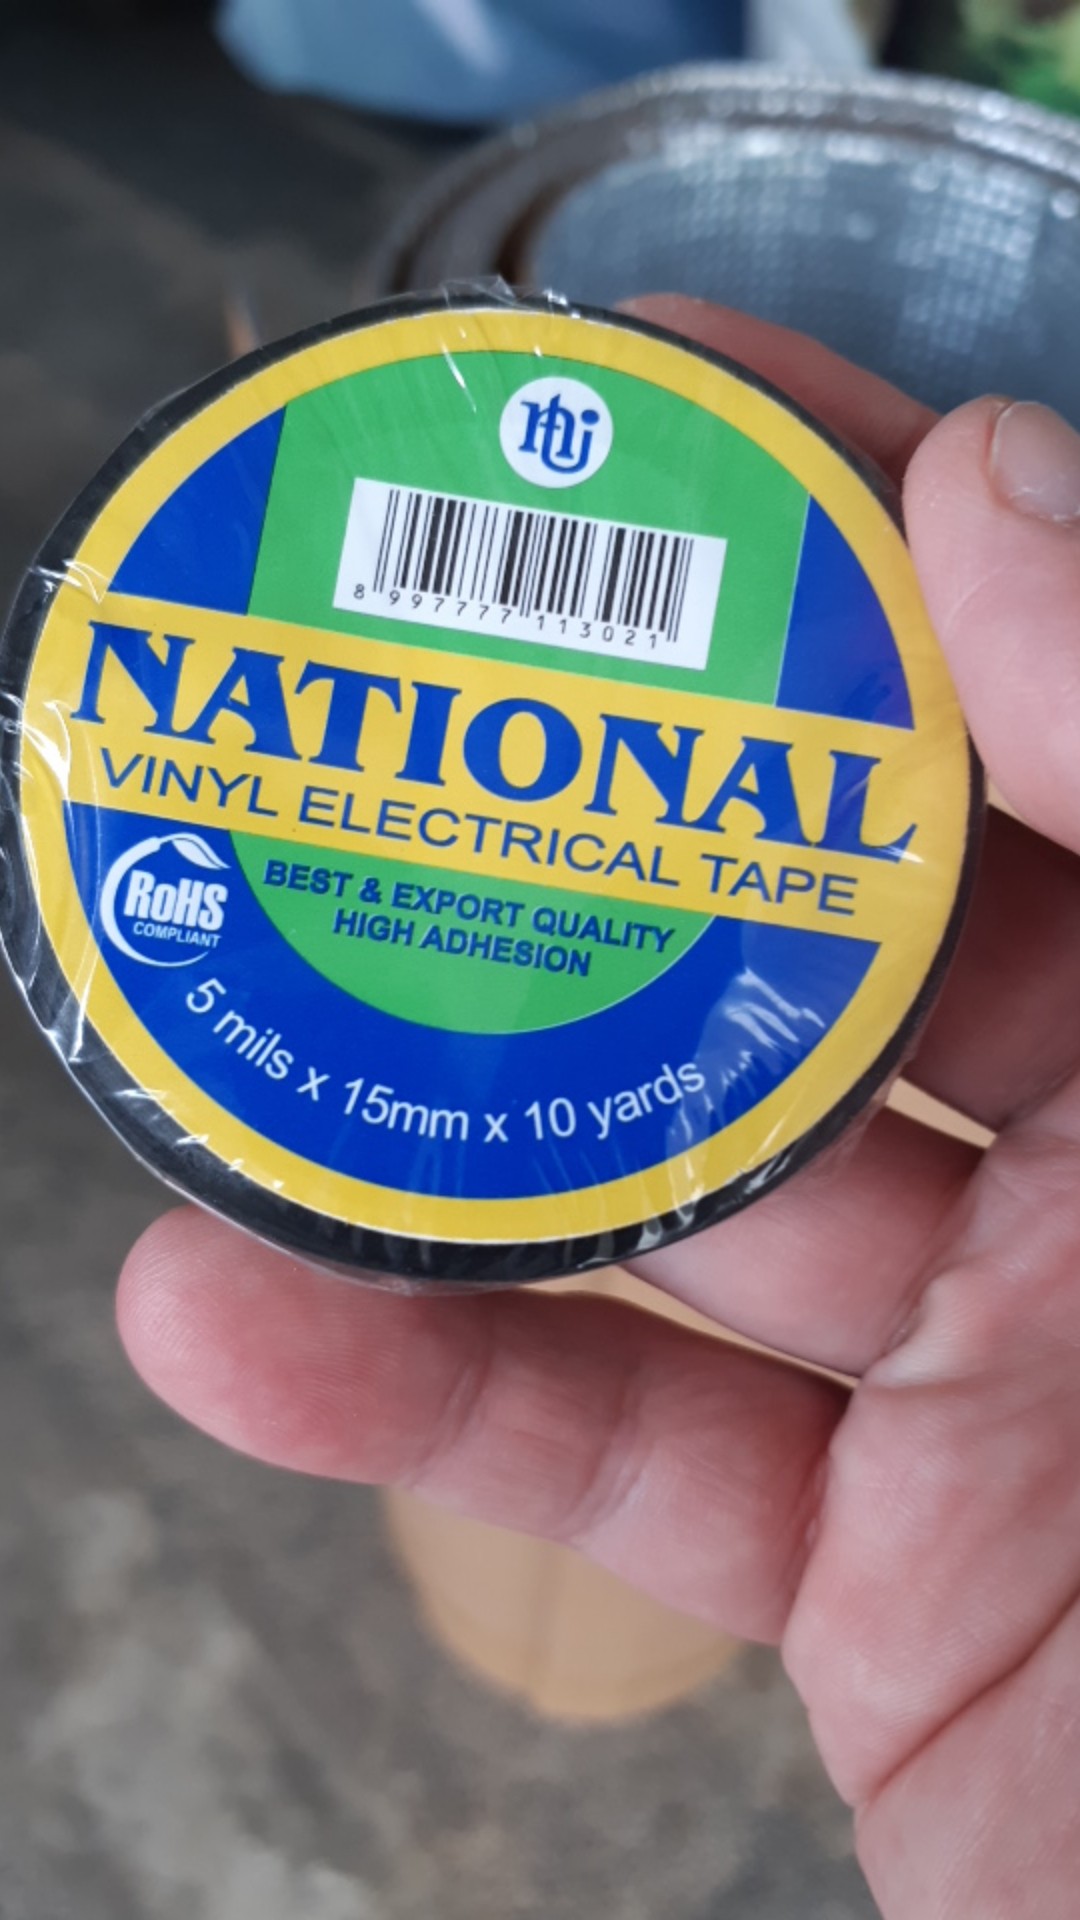 8 997777 113021
NATIONAL
VINYL ELECTRICAL TAPE
RoHS
COMPLIANT
BEST & EXPORT QUALITY
HIGH ADHESION
5 mils x 15mm x 10 yards